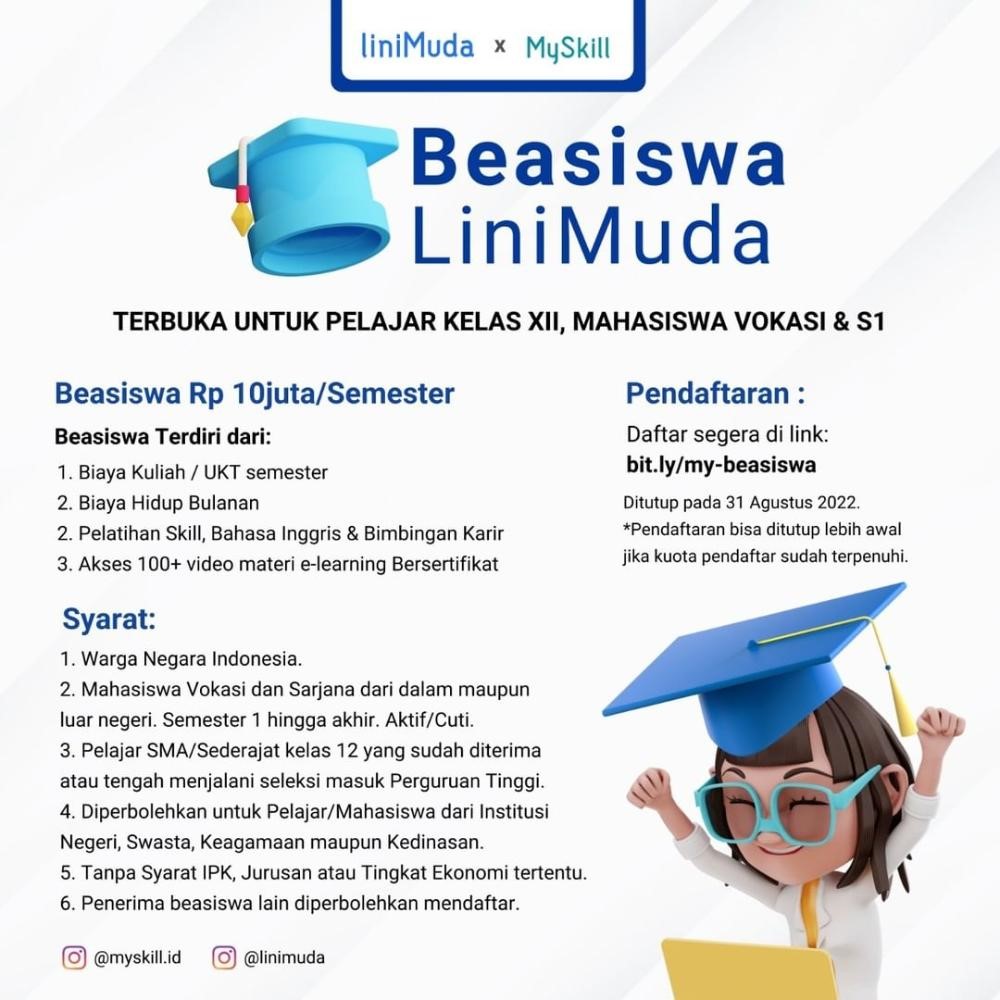 liniMuda x MySkill
Beasiswa
LiniMuda
TERBUKA UNTUK PELAJAR KELAS XII, MAHASISWA VOKASI & S1
Beasiswa Rp 10juta/Semester
Beasiswa Terdiri dari:
1. Biaya Kuliah / UKT semester
2. Biaya Hidup Bulanan
2. Pelatihan Skill, Bahasa Inggris & Bimbingan Karir
3. Akses 100+ video materi e-learning Bersertifikat
Pendaftaran :
Daftar segera di link:
bit.ly/my-beasiswa
Ditutup pada 31 Agustus 2022.
*Pendaftaran bisa ditutup lebih awal
jika kuota pendaftar sudah terpenuhi.
Syarat:
1. Warga Negara Indonesia.
2. Mahasiswa Vokasi dan Sarjana dari dalam maupun
luar negeri. Semester 1 hingga akhir. Aktif/Cuti.
3. Pelajar SMA/Sederajat kelas 12 yang sudah diterima
atau tengah menjalani seleksi masuk Perguruan Tinggi.
4. Diperbolehkan untuk Pelajar/Mahasiswa dari Institusi
Negeri, Swasta, Keagamaan maupun Kedinasan.
5. Tanpa Syarat IPK, Jurusan atau Tingkat Ekonomi tertentu.
6. Penerima beasiswa lain diperbolehkan mendaftar.
@myskill.id @linimuda